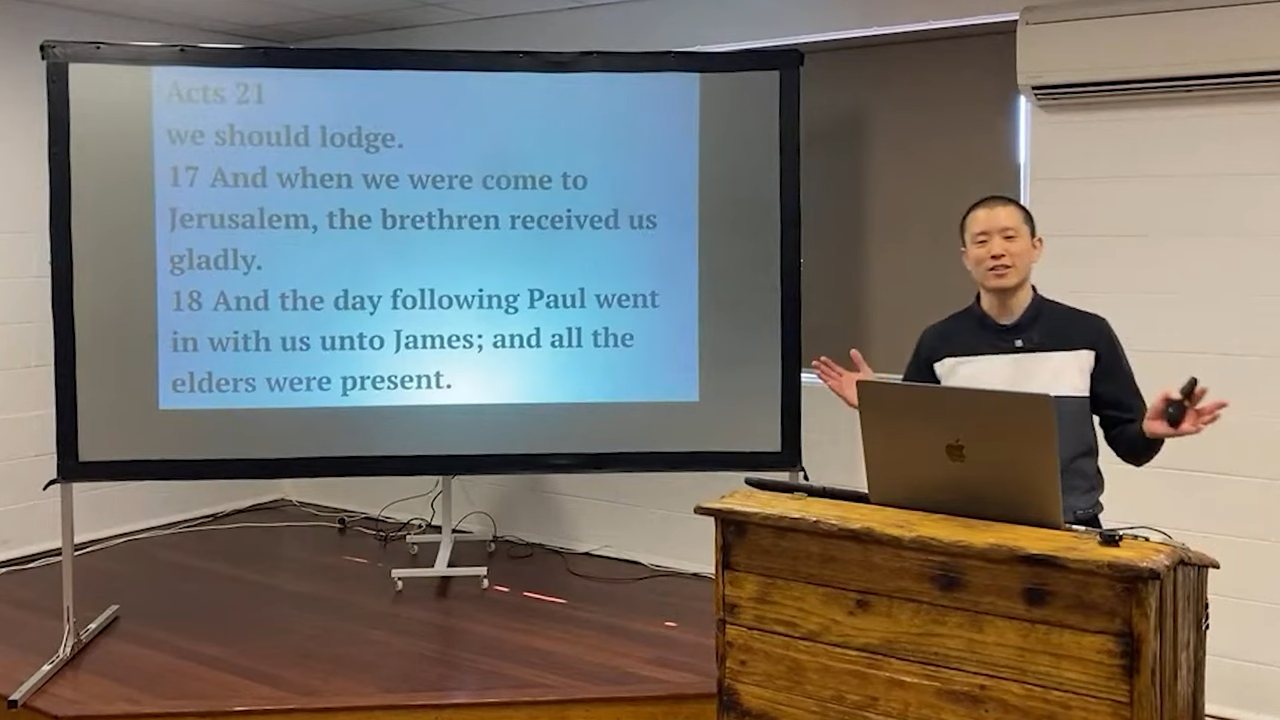 Acts 21
we should lodge.
17 And when we were come to
Jerusalem, the brethren received us
gladly.
18 And the day following Paul went
in with us unto James; and all the
elders were present.